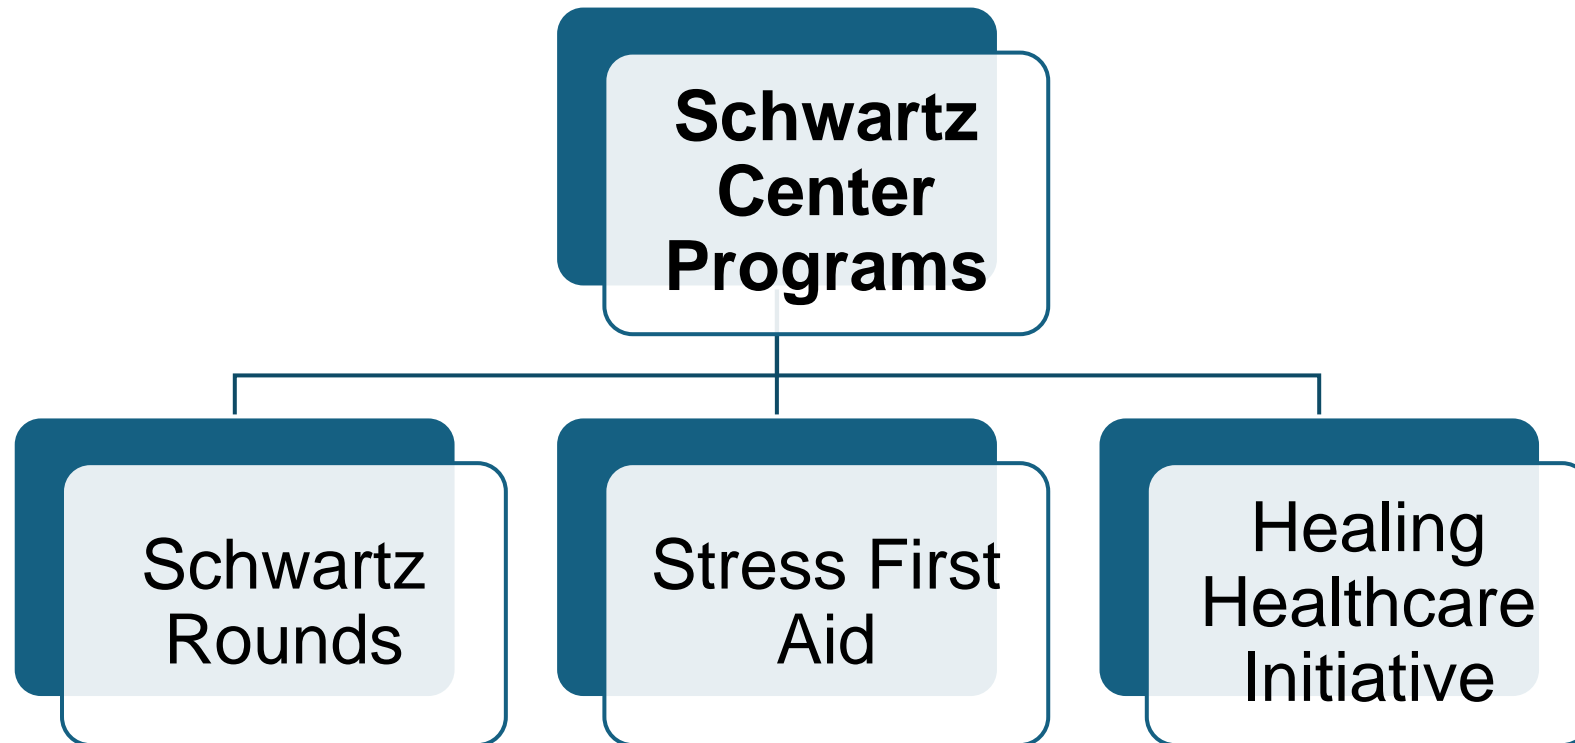 Schwartz
Center
Programs
Schwartz
Rounds
Stress First
Aid
Healing
Healthcare
Initiative